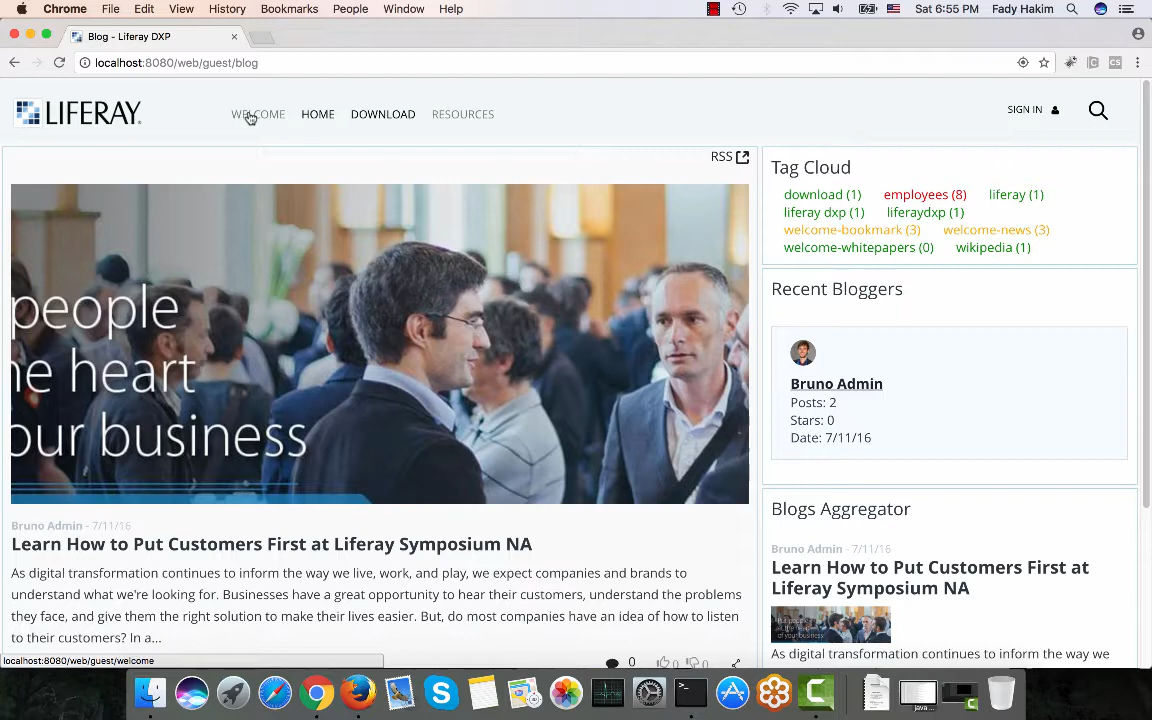 Chrome File Edit View History Bookmarks People Window Help Sat 6:55 PM Fady Hakim
Blog - Liferay DXP
localhost:8080/web/guest/blog
LIFERAY. WELCOME HOME DOWNLOAD RESOURCES SIGN IN
RSS
people
he heart
our business
Bruno Admin - 7/11/16
Learn How to Put Customers First at Liferay Symposium NA
As digital transformation continues to inform the way we live, work, and play, we expect companies and brands to
understand what we're looking for. Businesses have a great opportunity to hear their customers, understand the problems
they face, and give them the right solution to make their lives easier. But, do most companies have an idea of how to listen
to their customers? In a...
0 0 0
Tag Cloud
download (1) employees (8) liferay (1)
liferay dxp (1) liferaydxp (1)
welcome-bookmark (3) welcome-news (3)
welcome-whitepapers (0) wikipedia (1)
Recent Bloggers
Bruno Admin
Posts: 2
Stars: 0
Date: 7/11/16
Blogs Aggregator
Bruno Admin - 7/11/16
Learn How to Put Customers First at
Liferay Symposium NA
As digital transformation continues to inform the way we
localhost:8080/web/guest/welcome
java ...